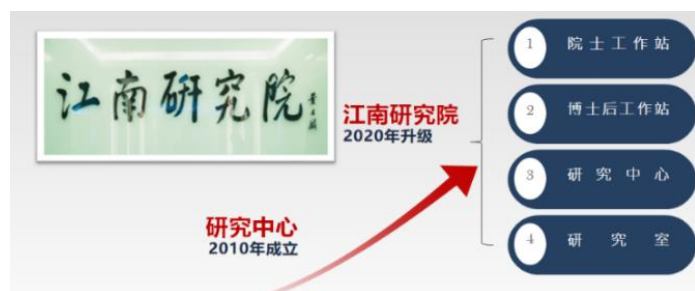 江南研究院
江南研究院
2020年升级
研究中心
2010年成立
1 院士工作站
2 博士后工作站
3 研究中心
4 研究室